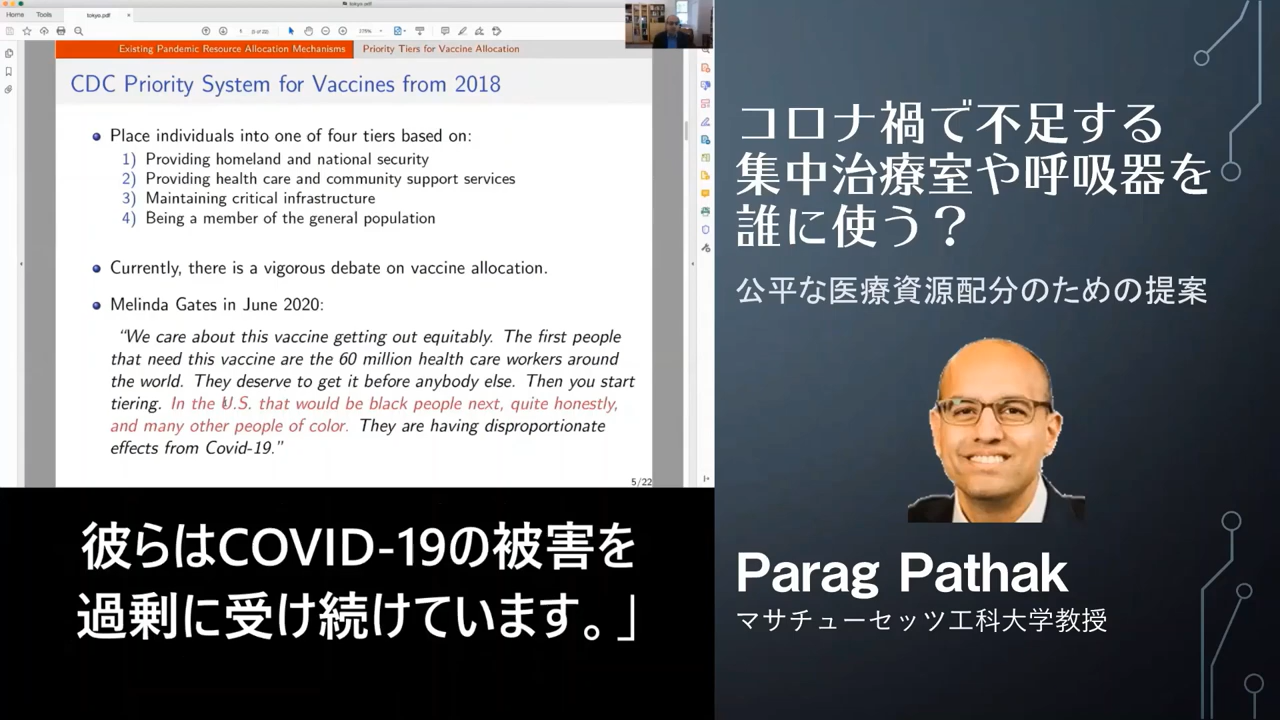 tokyo.pdf
Home Tools tokyo.pdf ×
5 (5 of 22)
Existing Pandemic Resource Allocation Mechanisms Priority Tiers for Vaccine Allocation
CDC Priority System for Vaccines from 2018
Place individuals into one of four tiers based on:
1) Providing homeland and national security
2) Providing health care and community support services
3) Maintaining critical infrastructure
4) Being a member of the general population
Currently, there is a vigorous debate on vaccine allocation.
Melinda Gates in June 2020:
“We care about this vaccine getting out equitably. The first people
that need this vaccine are the 60 million health care workers around
the world. They deserve to get it before anybody else. Then you start
tiering. In the U.S. that would be black people next, quite honestly,
and many other people of color. They are having disproportionate
effects from Covid-19.”
5/22
彼らはCOVID-19の被害を
過剰に受け続けています。」
コロナ禍で不足する
集中治療室や呼吸器を
誰に使う？
公平な医療資源配分のための提案
Parag Pathak
マサチューセッツ工科大学教授